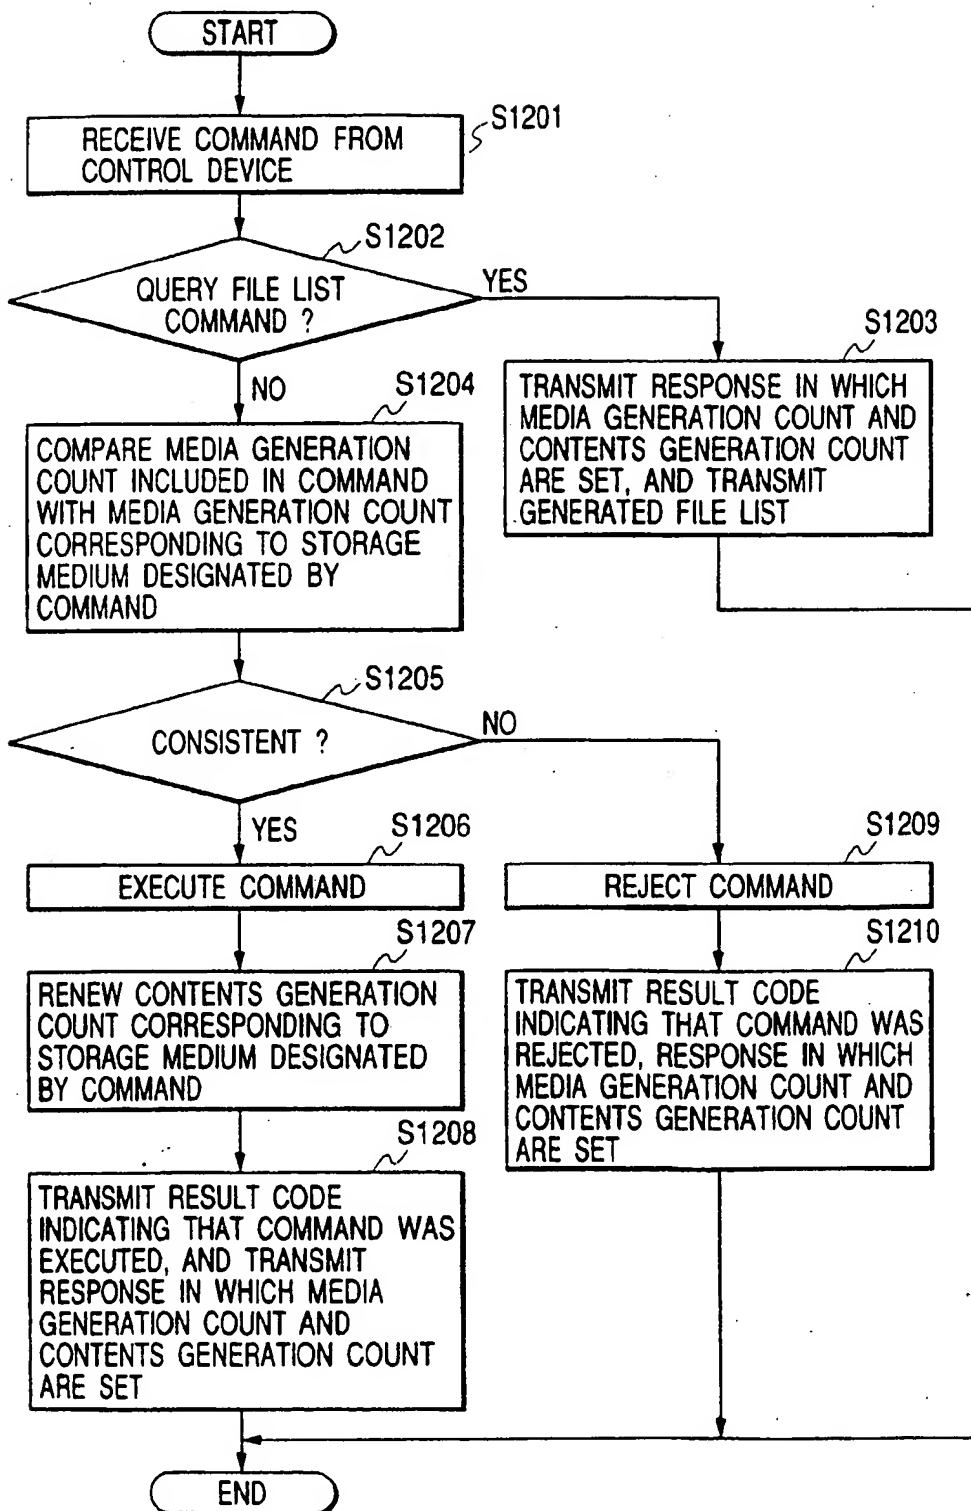 START
S1201
RECEIVE COMMAND FROM
CONTROL DEVICE
S1202
QUERY FILE LIST
COMMAND ?
YES
NO
S1203
TRANSMIT RESPONSE IN WHICH
MEDIA GENERATION COUNT AND
CONTENTS GENERATION COUNT
ARE SET, AND TRANSMIT
GENERATED FILE LIST
S1204
COMPARE MEDIA GENERATION
COUNT INCLUDED IN COMMAND
WITH MEDIA GENERATION COUNT
CORRESPONDING TO STORAGE
MEDIUM DESIGNATED BY
COMMAND
S1205
CONSISTENT ?
NO
YES
S1206
EXECUTE COMMAND
S1209
REJECT COMMAND
S1207
RENEW CONTENTS GENERATION
COUNT CORRESPONDING TO
STORAGE MEDIUM DESIGNATED
BY COMMAND
S1210
TRANSMIT RESULT CODE
INDICATING THAT COMMAND WAS
REJECTED, RESPONSE IN WHICH
MEDIA GENERATION COUNT AND
CONTENTS GENERATION COUNT
ARE SET
S1208
TRANSMIT RESULT CODE
INDICATING THAT COMMAND WAS
EXECUTED, AND TRANSMIT
RESPONSE IN WHICH MEDIA
GENERATION COUNT AND
CONTENTS GENERATION COUNT
ARE SET
END